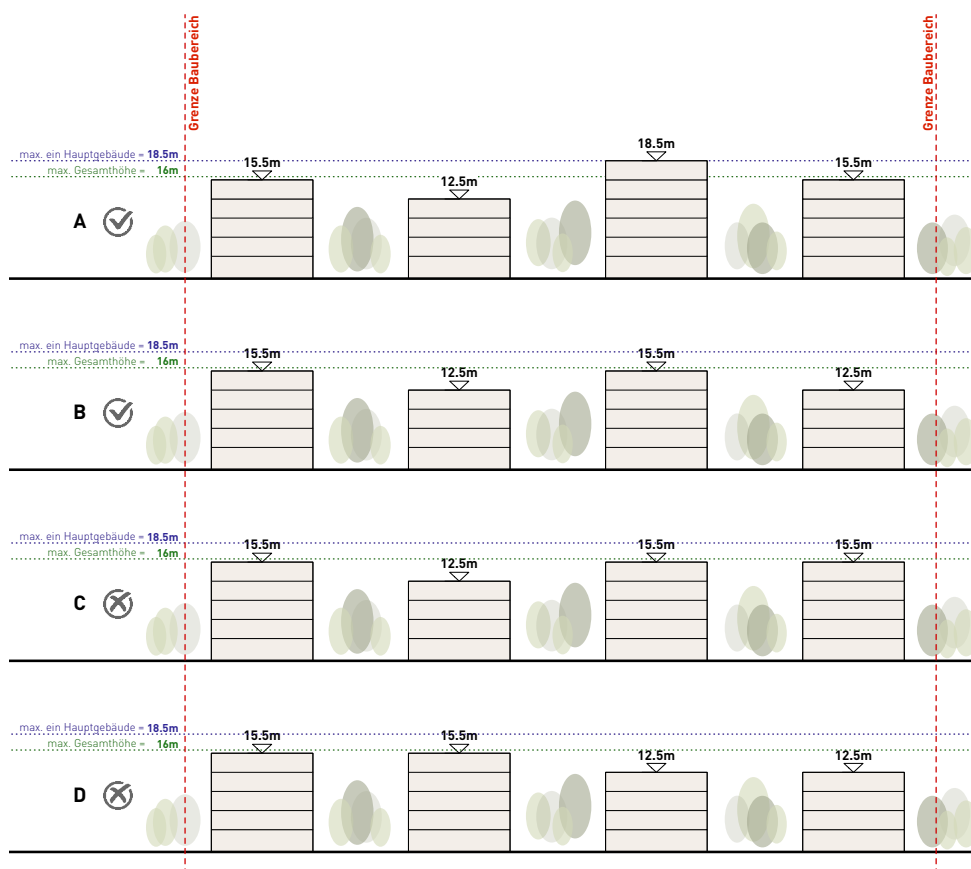 Grenze Baubereich
Grenze Baubereich
max. ein Hauptgebäude = 18.5m
max. Gesamthöhe = 16m
A
15.5m
12.5m
18.5m
15.5m
max. ein Hauptgebäude = 18.5m
max. Gesamthöhe = 16m
B
15.5m
12.5m
15.5m
12.5m
max. ein Hauptgebäude = 18.5m
max. Gesamthöhe = 16m
C
15.5m
12.5m
15.5m
15.5m
max. ein Hauptgebäude = 18.5m
max. Gesamthöhe = 16m
D
15.5m
15.5m
12.5m
12.5m